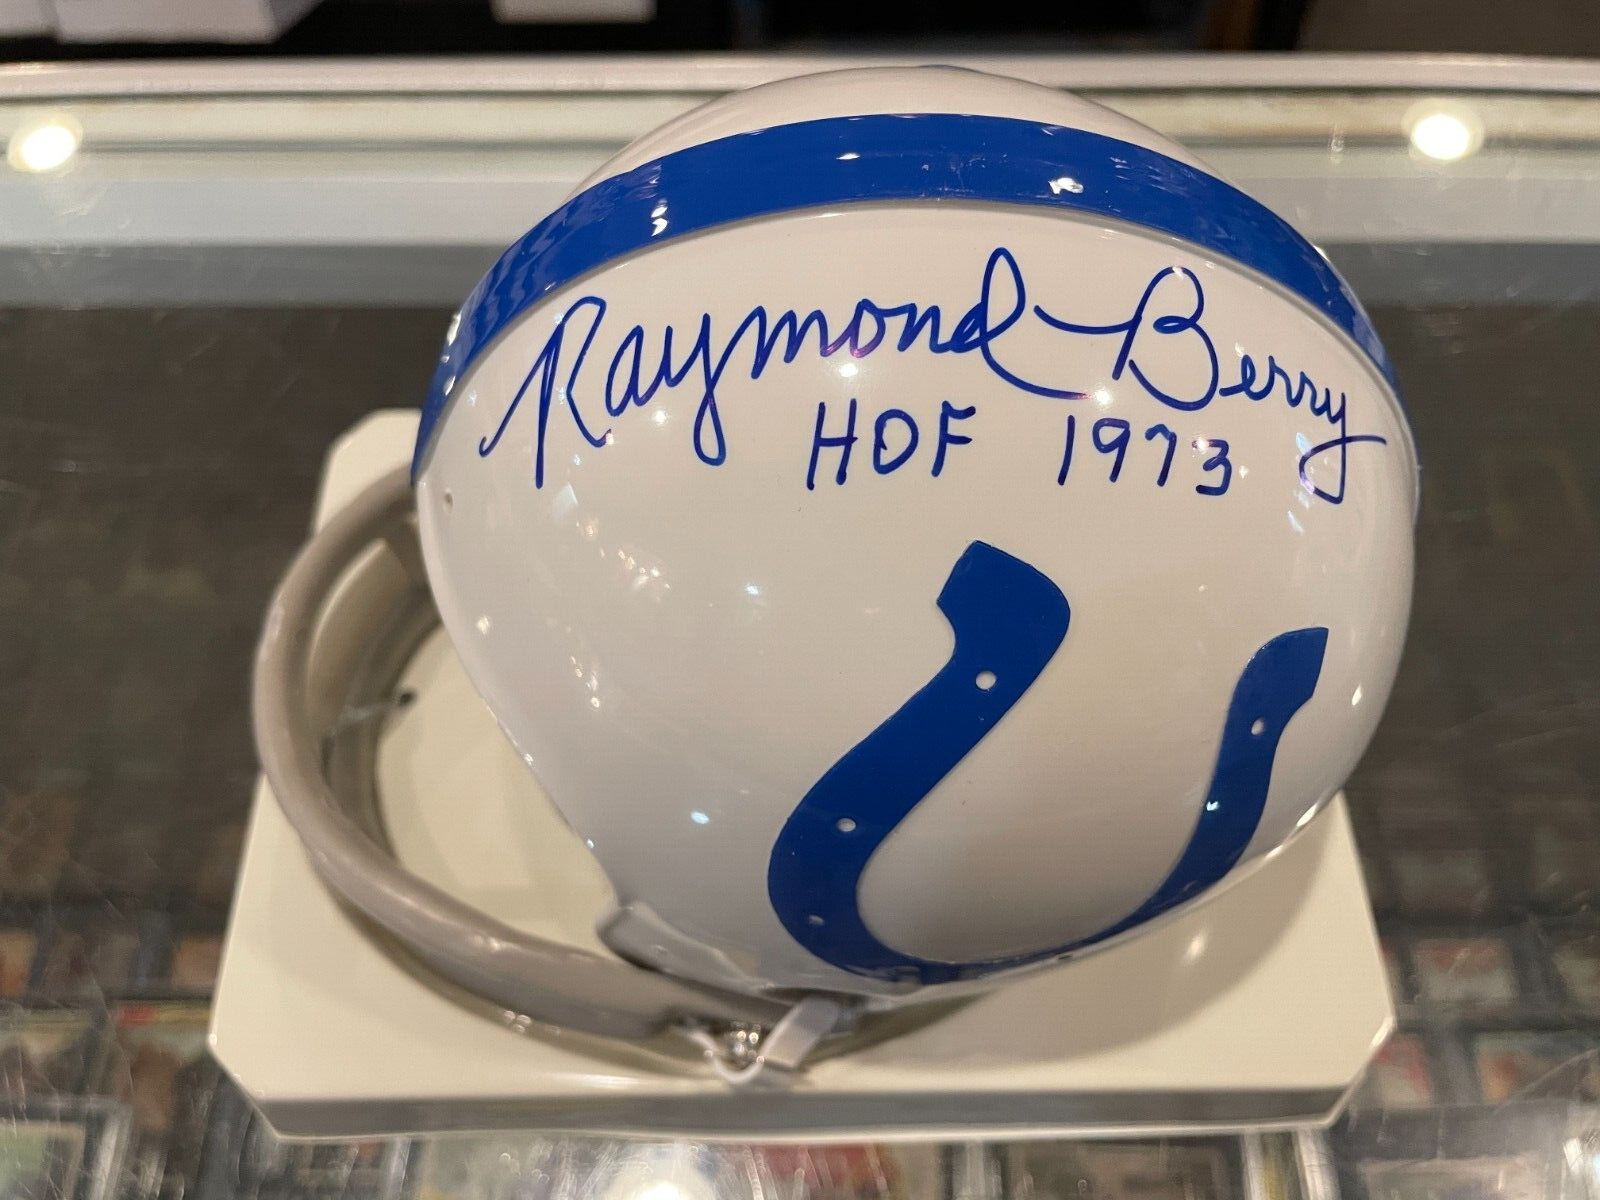 Raymond Berry
HOF 1973